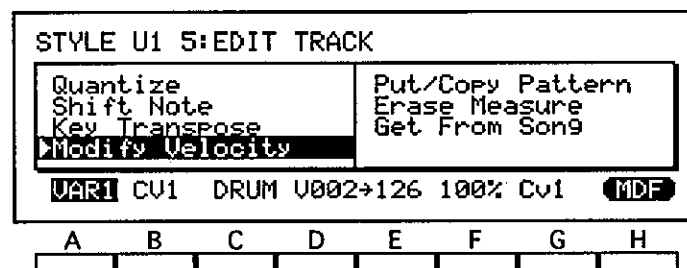 STYLE U1 5:EDIT TRACK
Quantize
Shift Note
Key Transpose
▶Modify Velocity
Put/Copy Pattern
Erase Measure
Get From Song
VAR1 CV1 DRUM V002→126 100% Cv1 MDF
A B C D E F G H